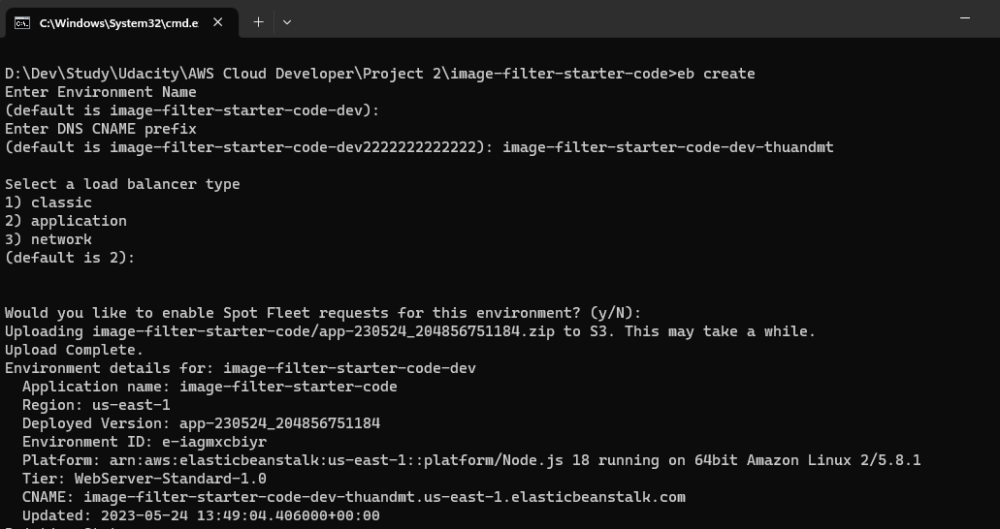 C:\Windows\System32\cmd.e
D:\Dev\Study\Udacity\AWS Cloud Developer\Project 2\image-filter-starter-code>eb create
Enter Environment Name
(default is image-filter-starter-code-dev):
Enter DNS CNAME prefix
(default is image-filter-starter-code-dev2222222222222): image-filter-starter-code-dev-thuandmt
Select a load balancer type
1) classic
2) application
3) network
(default is 2):
Would you like to enable Spot Fleet requests for this environment? (y/N):
Uploading image-filter-starter-code/app-230524_204856751184.zip to S3. This may take a while.
Upload Complete.
Environment details for: image-filter-starter-code-dev
Application name: image-filter-starter-code
Region: us-east-1
Deployed Version: app-230524_204856751184
Environment ID: e-iagmxcbiyr
Platform: arn:aws:elasticbeanstalk:us-east-1::platform/Node.js 18 running on 64bit Amazon Linux 2/5.8.1
Tier: WebServer-Standard-1.0
CNAME: image-filter-starter-code-dev-thuandmt.us-east-1.elasticbeanstalk.com
Updated: 2023-05-24 13:49:04.406000+00:00